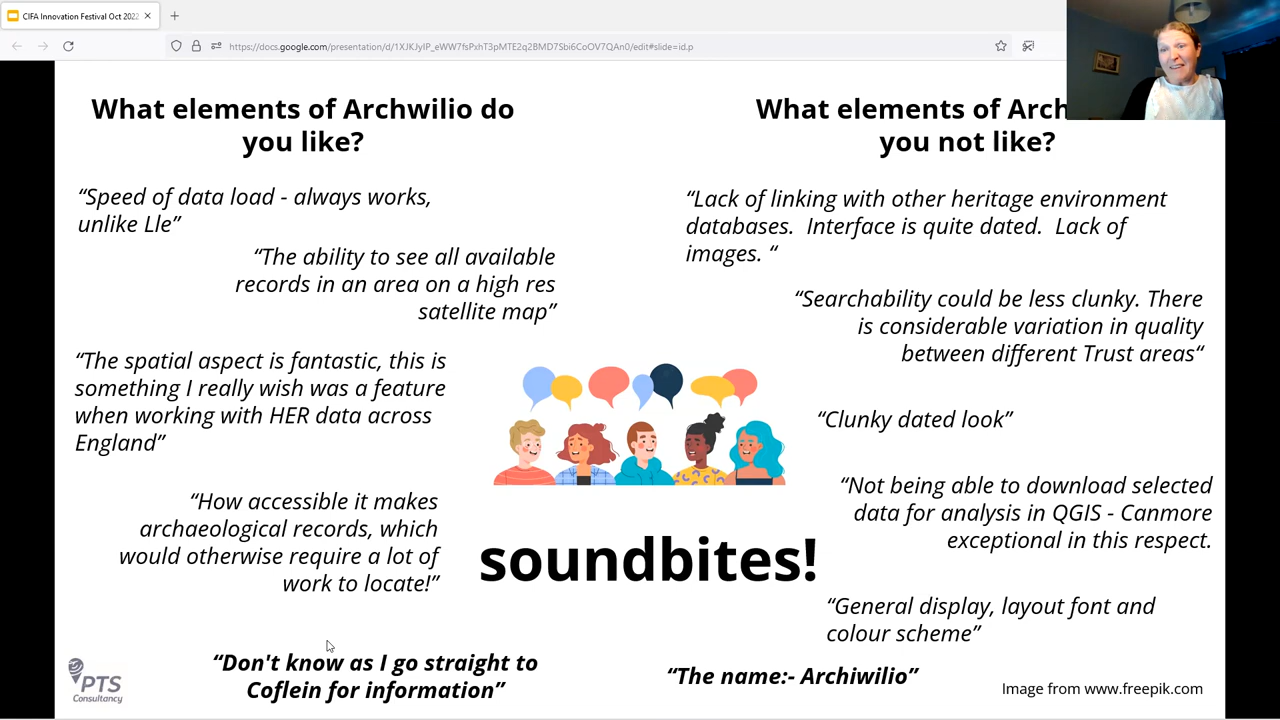 CIFA Innovation Festival Oct 2022
https://docs.google.com/presentation/d/1XJKJyIP_eWW7fsPxhT3pMTE2q2BMD7Sbi6CoOV7QAn0/edit#slide=id.p
What elements of Archwilio do
you like?
“Speed of data load - always works,
unlike Lle”
“The ability to see all available
records in an area on a high res
satellite map”
“The spatial aspect is fantastic, this is
something I really wish was a feature
when working with HER data across
England”
“How accessible it makes
archaeological records, which
would otherwise require a lot of
work to locate!”
“Don't know as I go straight to
Coflein for information”
soundbites!
What elements of Arch
you not like?
“Lack of linking with other heritage environment
databases.  Interface is quite dated.  Lack of
images. “
“Searchability could be less clunky. There
is considerable variation in quality
between different Trust areas“
“Clunky dated look”
“Not being able to download selected
data for analysis in QGIS - Canmore
exceptional in this respect.
“General display, layout font and
colour scheme”
“The name:- Archiwilio”
Image from www.freepik.com
PTS
Consultancy